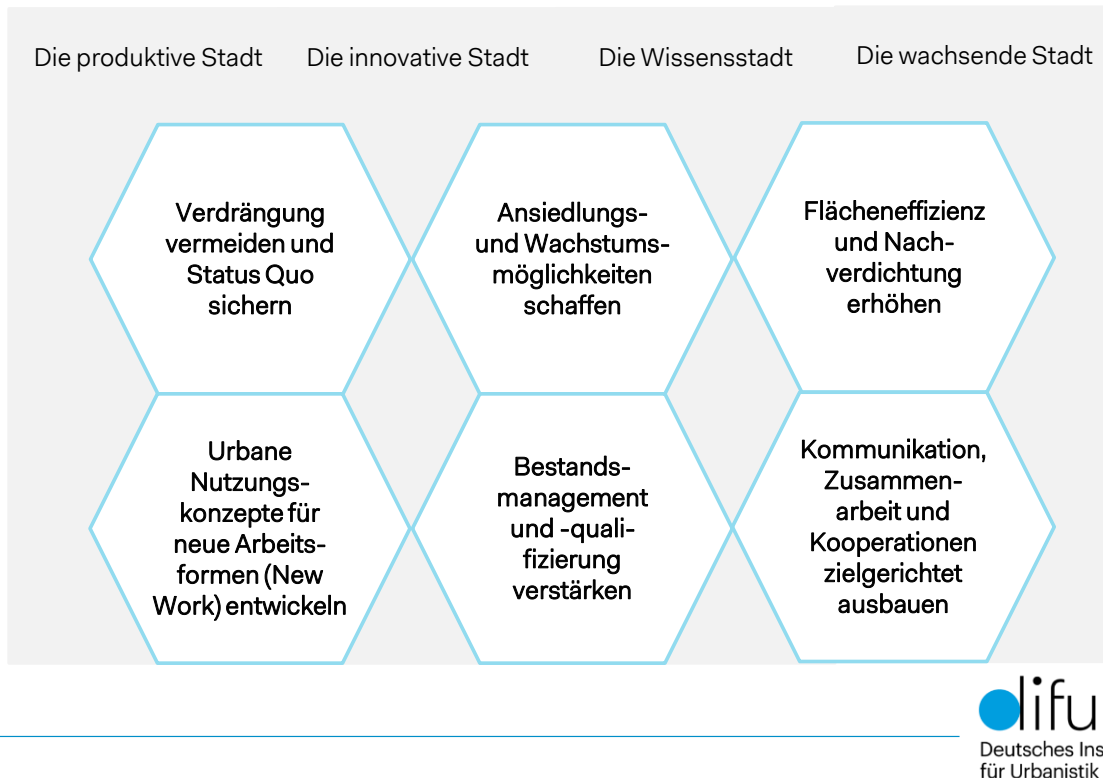 Die produktive Stadt Die innovative Stadt Die Wissensstadt Die wachsende Stadt
Verdrängung
vermeiden und
Status Quo
sichern
Ansiedlungs-
und Wachstums-
möglichkeiten
schaffen
Flächeneffizienz
und Nach-
verdichtung
erhöhen
Urbane
Nutzungs-
konzepte für
neue Arbeits-
formen (New
Work) entwickeln
Bestands-
management
und -quali-
fizierung
verstärken
Kommunikation,
Zusammen-
arbeit und
Kooperationen
zielgerichtet
ausbauen
difu
Deutsches Ins
für Urbanistik